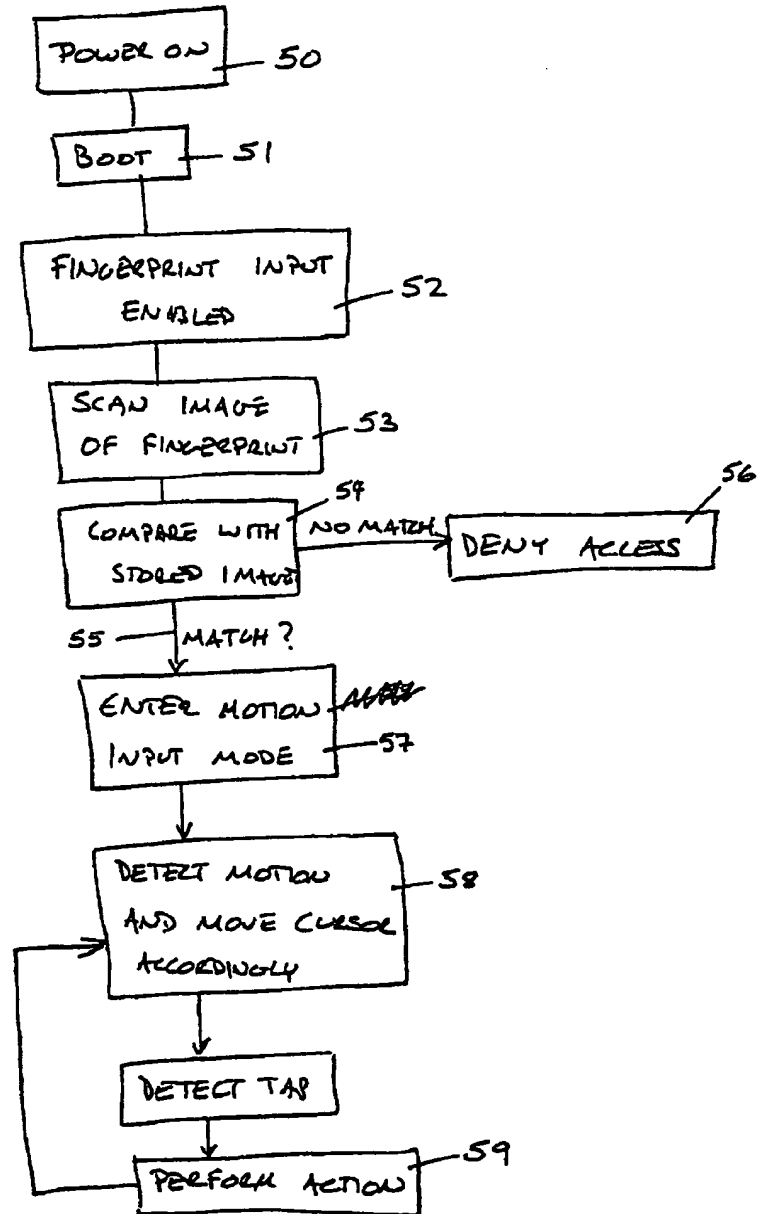 POWER ON
50
BOOT
51
FINGERPRINT INPUT
ENABLED
52
SCAN IMAGE
OF FINGERPRINT
53
54
COMPARE WITH
STORED IMAGE
NO MATCH
56
DENY ACCESS
55
MATCH?
ENTER MOTION
INPUT MODE
57
DETECT MOTION
AND MOVE CURSOR
ACCORDINGLY
58
DETECT TAP
PERFORM ACTION
59